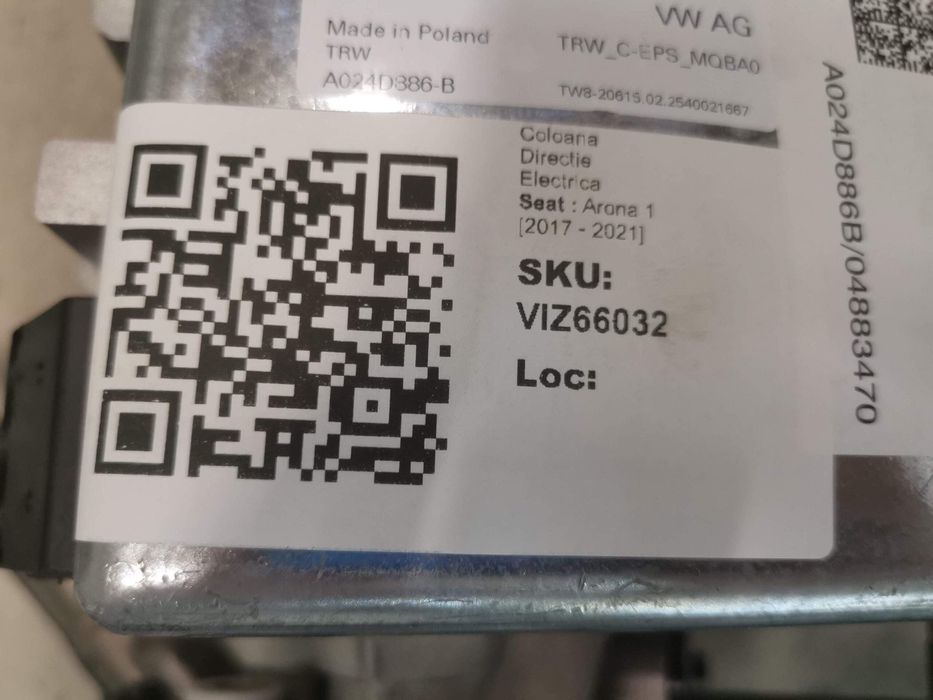 VW AG
Made in Poland
TRW
TRW_C-EPS_MQBA0
A024D886-B
TW8-20615.02.2540021667
A024D886B/04883470
Coloana
Directie
Electrica
Seat : Arona 1
[2017 - 2021]
SKU:
VIZ66032
Loc: